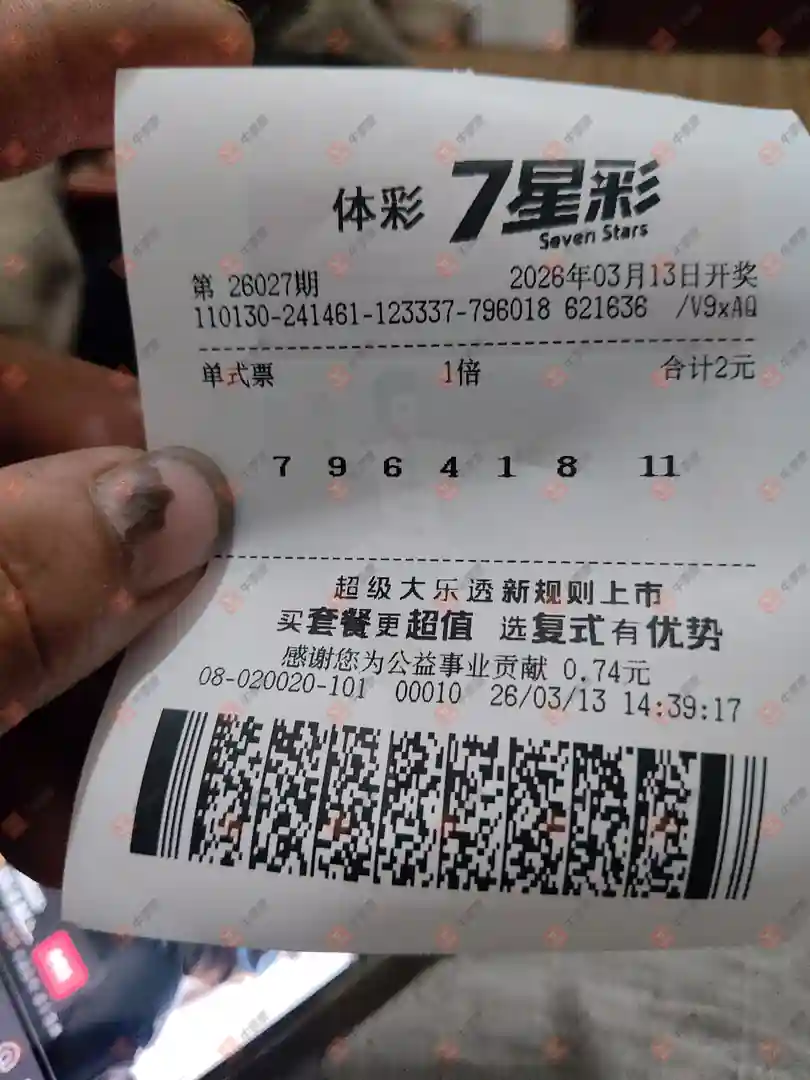 体彩 7星彩
Seven Stars
第 26027期 2026年03月13日开奖
110130-241461-123337-796018 621636 /V9xAQ
单式票 1倍 合计2元
7 9 6 4 1 8 11
超级大乐透新规则上市
买套餐更超值 选复式有优势
感谢您为公益事业贡献 0.74元
08-020020-101 00010 26/03/13 14:39:17